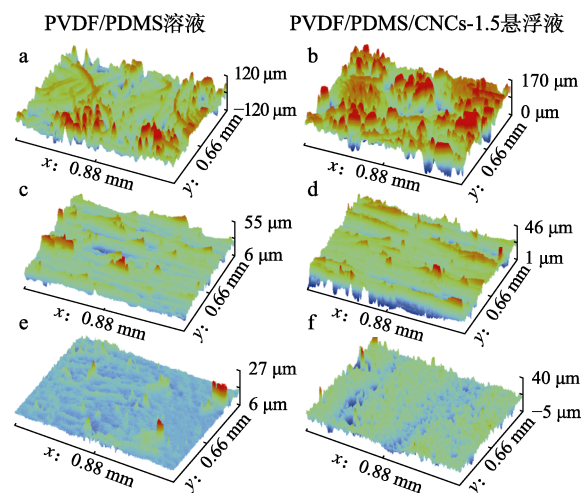 PVDF/PDMS溶液
PVDF/PDMS/CNCs-1.5悬浮液
a
120 μm
−120 μm
x：0.88 mm
y：0.66 mm
b
170 μm
0 μm
x：0.88 mm
y：0.66 mm
c
55 μm
6 μm
x：0.88 mm
y：0.66 mm
d
46 μm
1 μm
x：0.88 mm
y：0.66 mm
e
27 μm
6 μm
x：0.88 mm
y：0.66 mm
f
40 μm
−5 μm
x：0.88 mm
y：0.66 mm